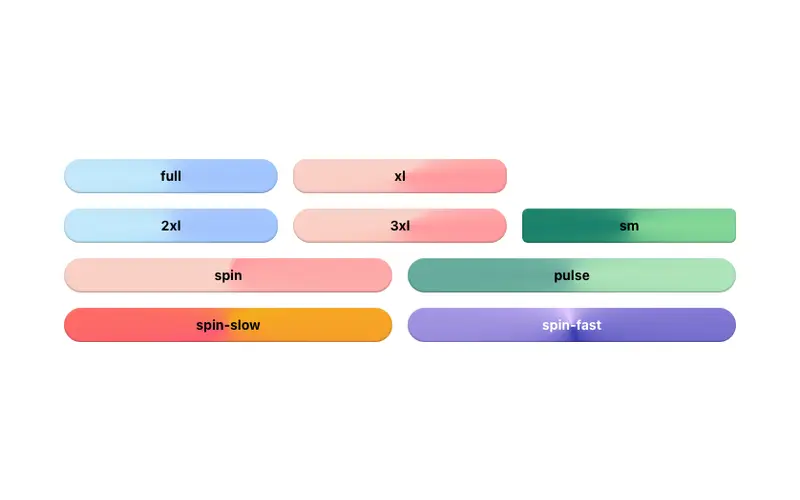 full
xl
2xl
3xl
sm
spin
pulse
spin-slow
spin-fast